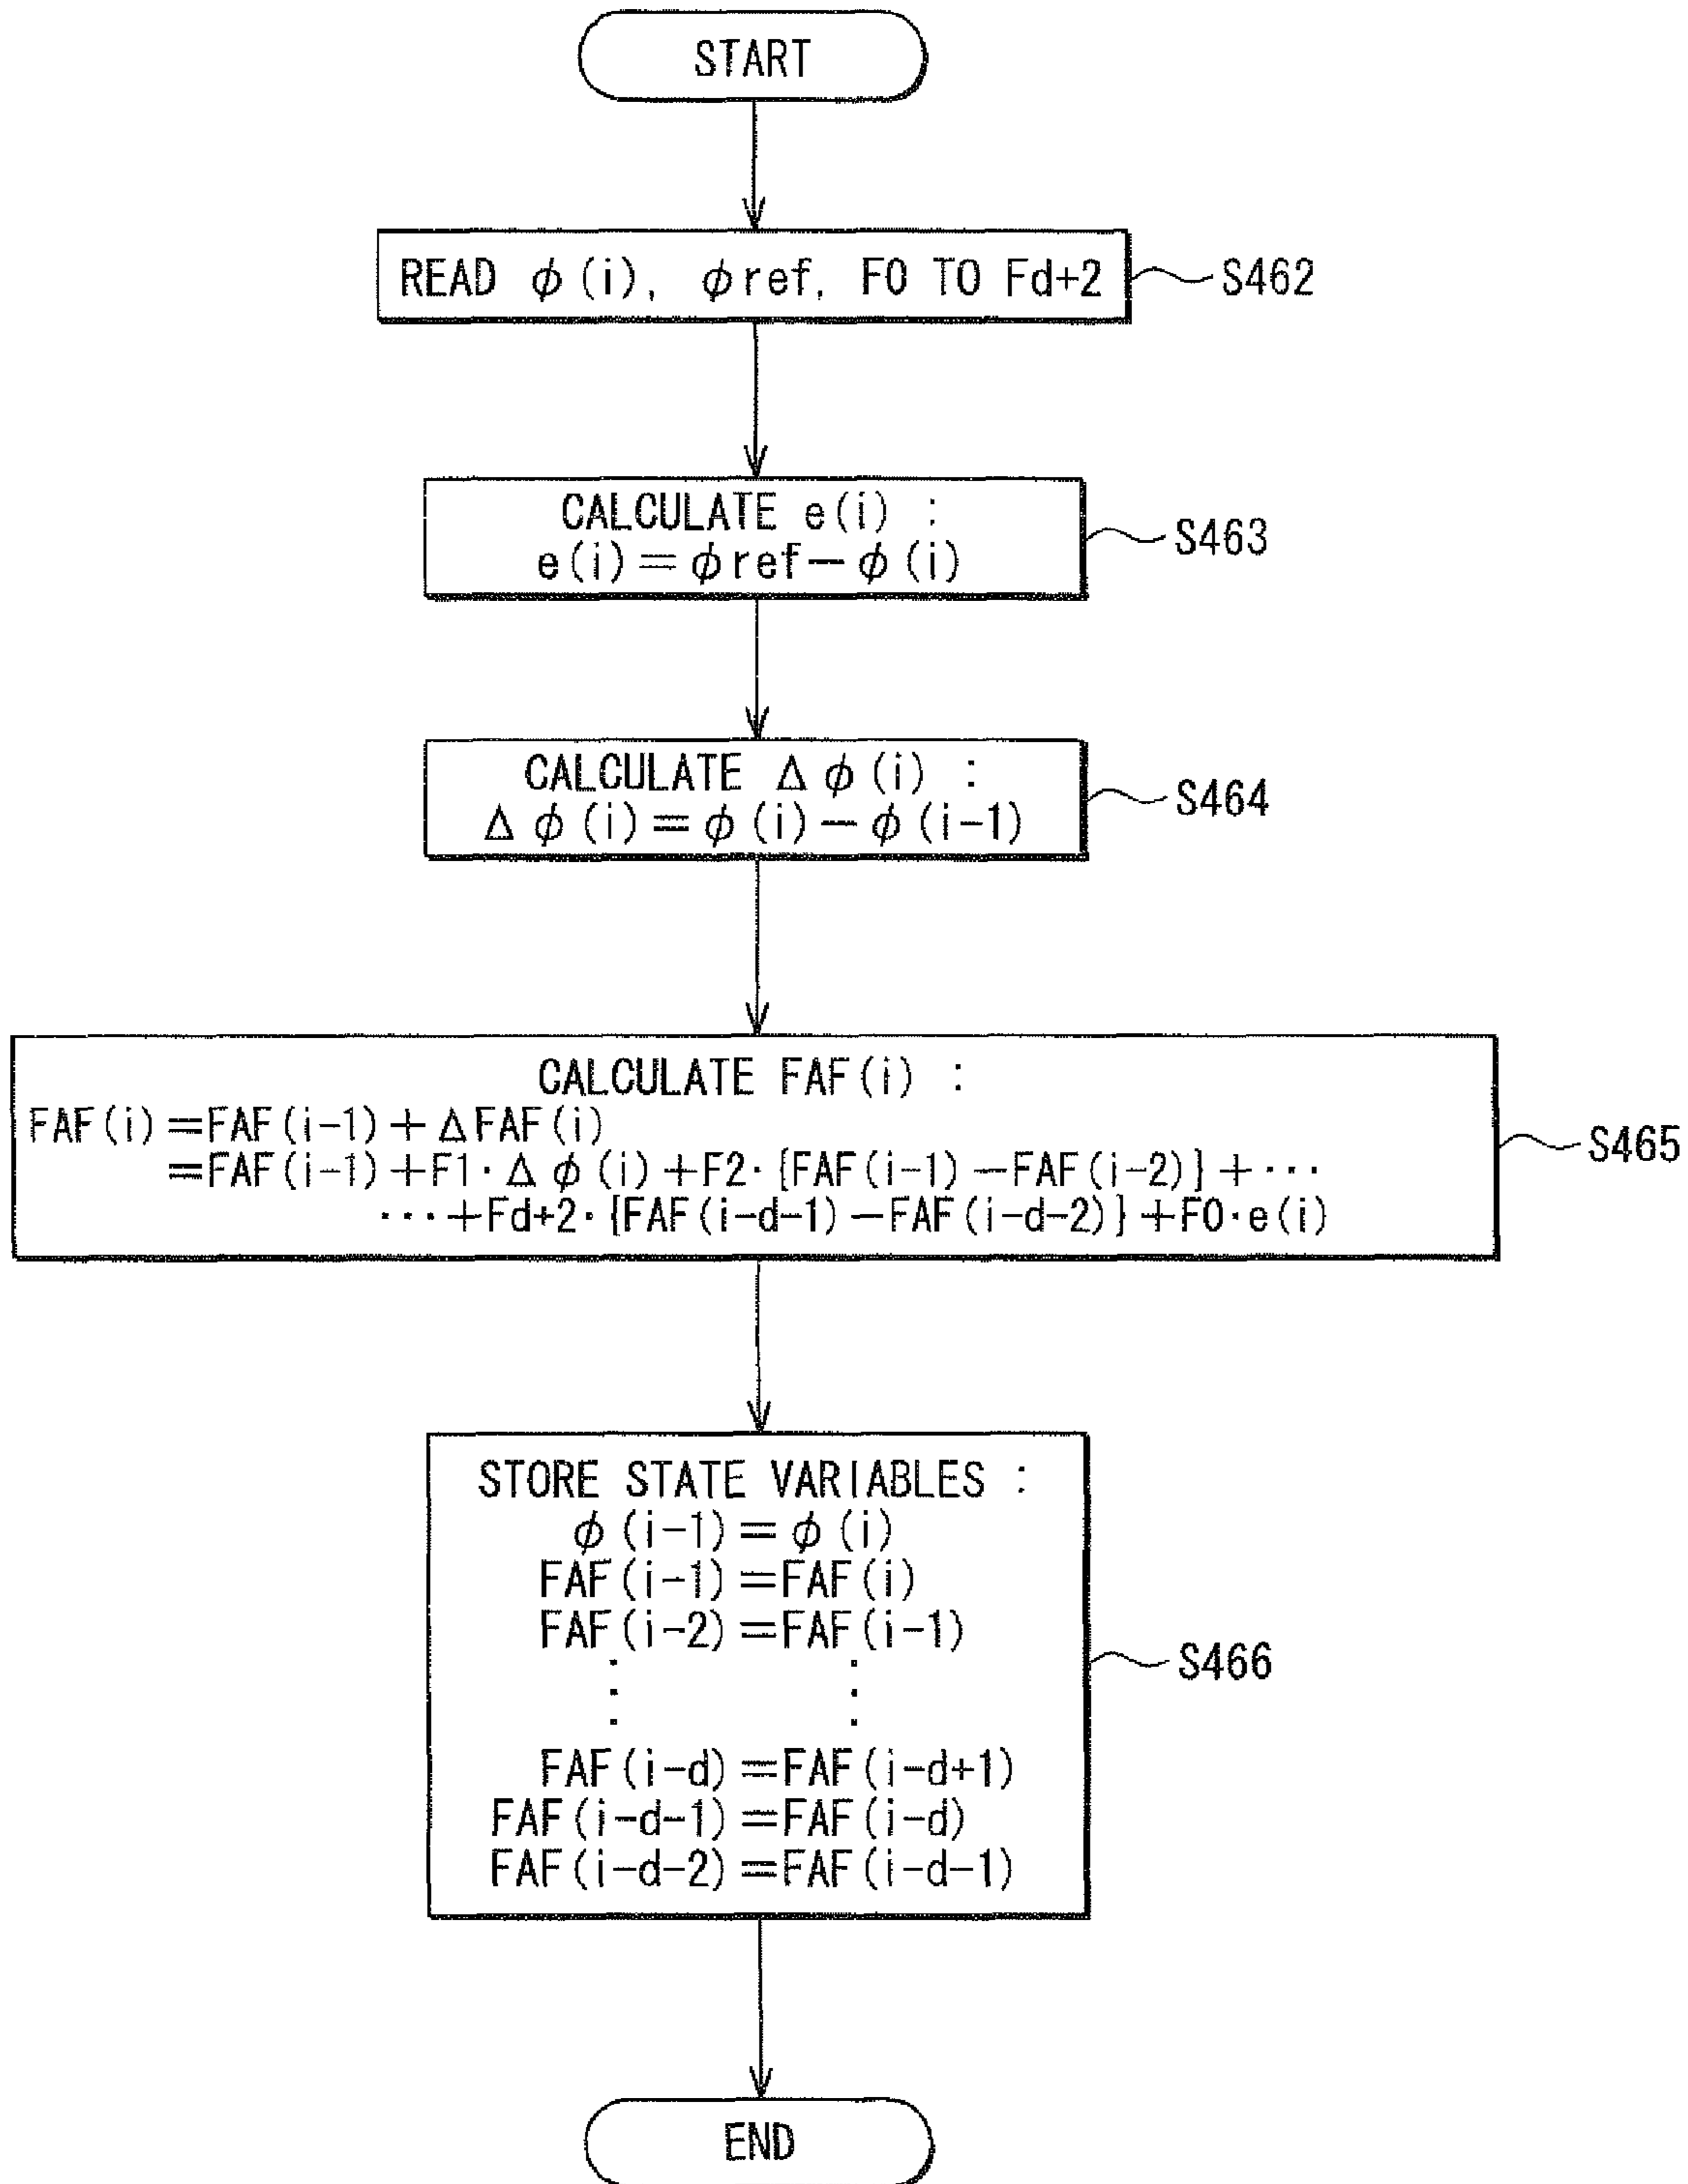 START
READ φ(i), φref, F0 TO Fd+2
S462
CALCULATE e(i) :
e(i)=φref−φ(i)
S463
CALCULATE Δφ(i) :
Δφ(i)=φ(i)−φ(i-1)
S464
CALCULATE FAF(i) :
FAF(i)=FAF(i-1)+ΔFAF(i)
=FAF(i-1)+F1·Δφ(i)+F2·{FAF(i-1)−FAF(i-2)}+···
···+Fd+2·{FAF(i-d-1)−FAF(i-d-2)}+F0·e(i)
S465
STORE STATE VARIABLES :
φ(i-1)=φ(i)
FAF(i-1)=FAF(i)
FAF(i-2)=FAF(i-1)
. .
. .
. .
FAF(i-d)=FAF(i-d+1)
FAF(i-d-1)=FAF(i-d)
FAF(i-d-2)=FAF(i-d-1)
S466
END